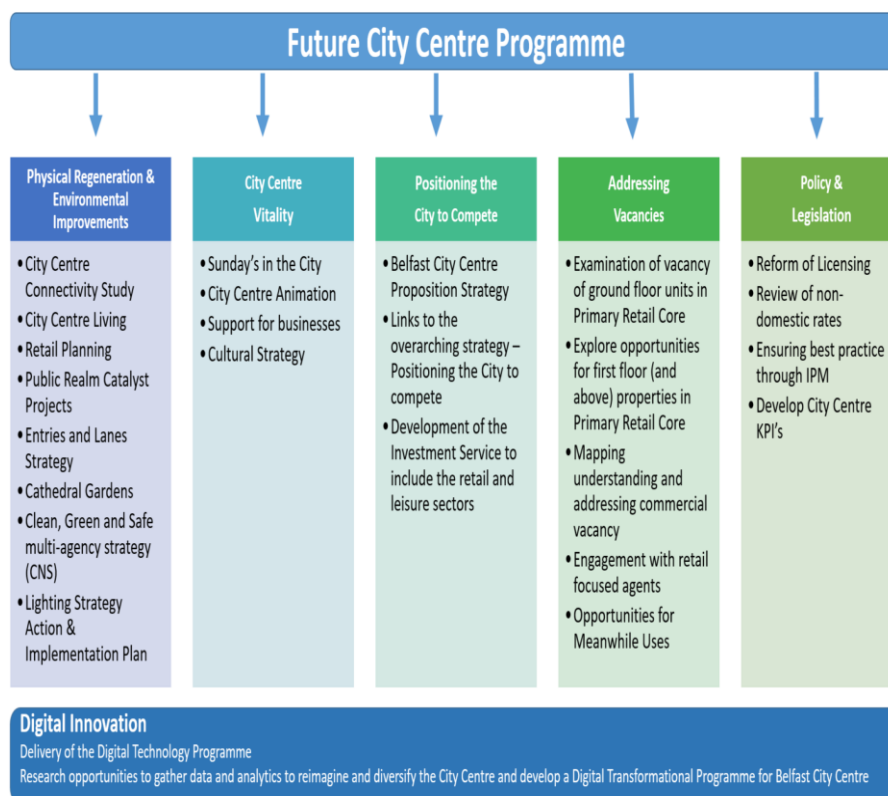 Future City Centre Programme
Physical Regeneration &
Environmental
Improvements
• City Centre
Connectivity Study
• City Centre Living
• Retail Planning
• Public Realm Catalyst
Projects
• Entries and Lanes
Strategy
• Cathedral Gardens
• Clean, Green and Safe
multi-agency strategy
(CNS)
• Lighting Strategy
Action &
Implementation Plan
City Centre
Vitality
• Sunday's in the City
• City Centre Animation
• Support for businesses
• Cultural Strategy
Positioning the
City to Compete
• Belfast City Centre
Proposition Strategy
• Links to the
overarching strategy –
Positioning the City to
compete
• Development of the
Investment Service to
include the retail and
leisure sectors
Addressing
Vacancies
• Examination of vacancy
of ground floor units in
Primary Retail Core
• Explore opportunities
for first floor (and
above) properties in
Primary Retail Core
• Mapping
understanding and
addressing commercial
vacancy
• Engagement with retail
focused agents
• Opportunities for
Meanwhile Uses
Policy &
Legislation
• Reform of Licensing
• Review of non-
domestic rates
• Ensuring best practice
through IPM
• Develop City Centre
KPI's
Digital Innovation
Delivery of the Digital Technology Programme
Research opportunities to gather data and analytics to reimagine and diversify the City Centre and develop a Digital Transformational Programme for Belfast City Centre